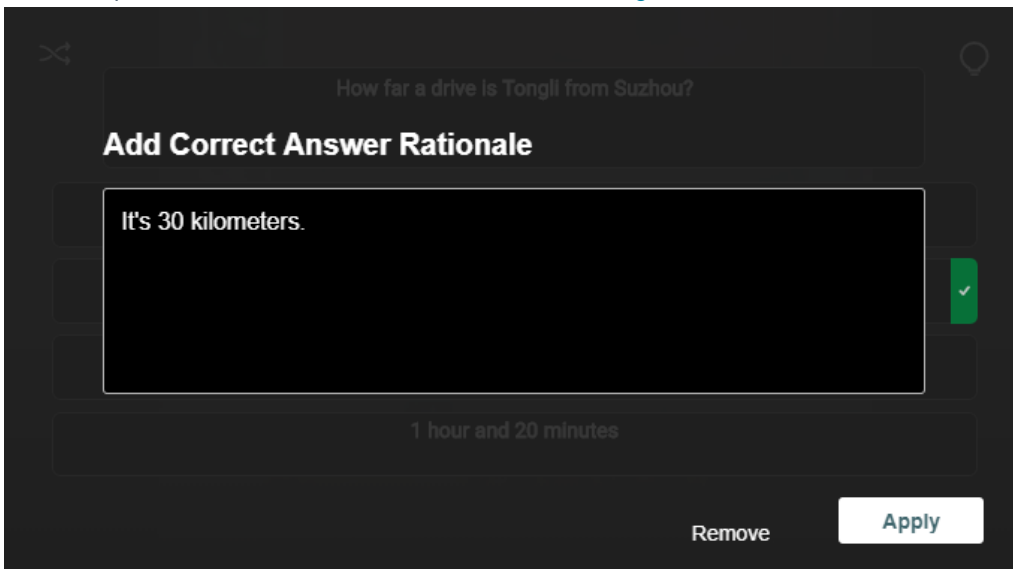 How far a drive is Tongli from Suzhou?
Add Correct Answer Rationale
It's 30 kilometers.
1 hour and 20 minutes
Remove
Apply